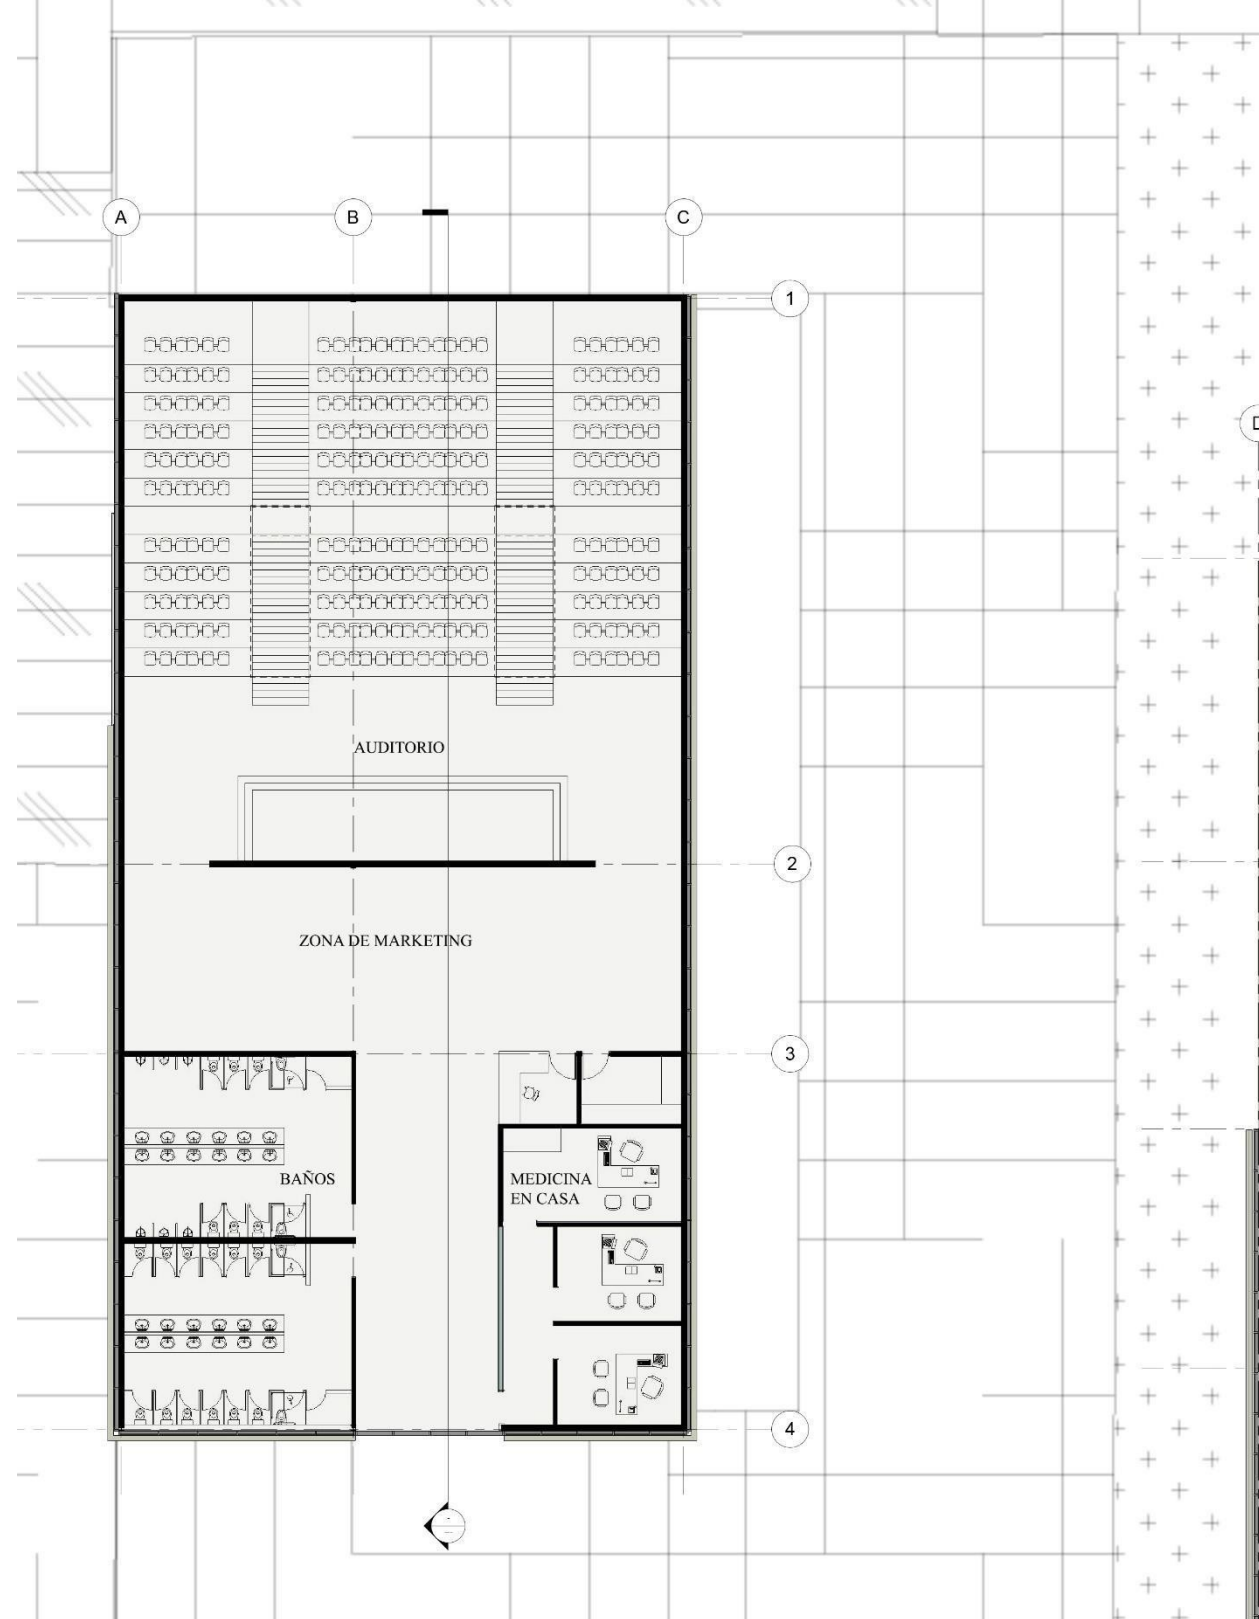 A
B
C
1
D
AUDITORIO
2
ZONA DE MARKETING
3
BAÑOS
MEDICINA
EN CASA
4